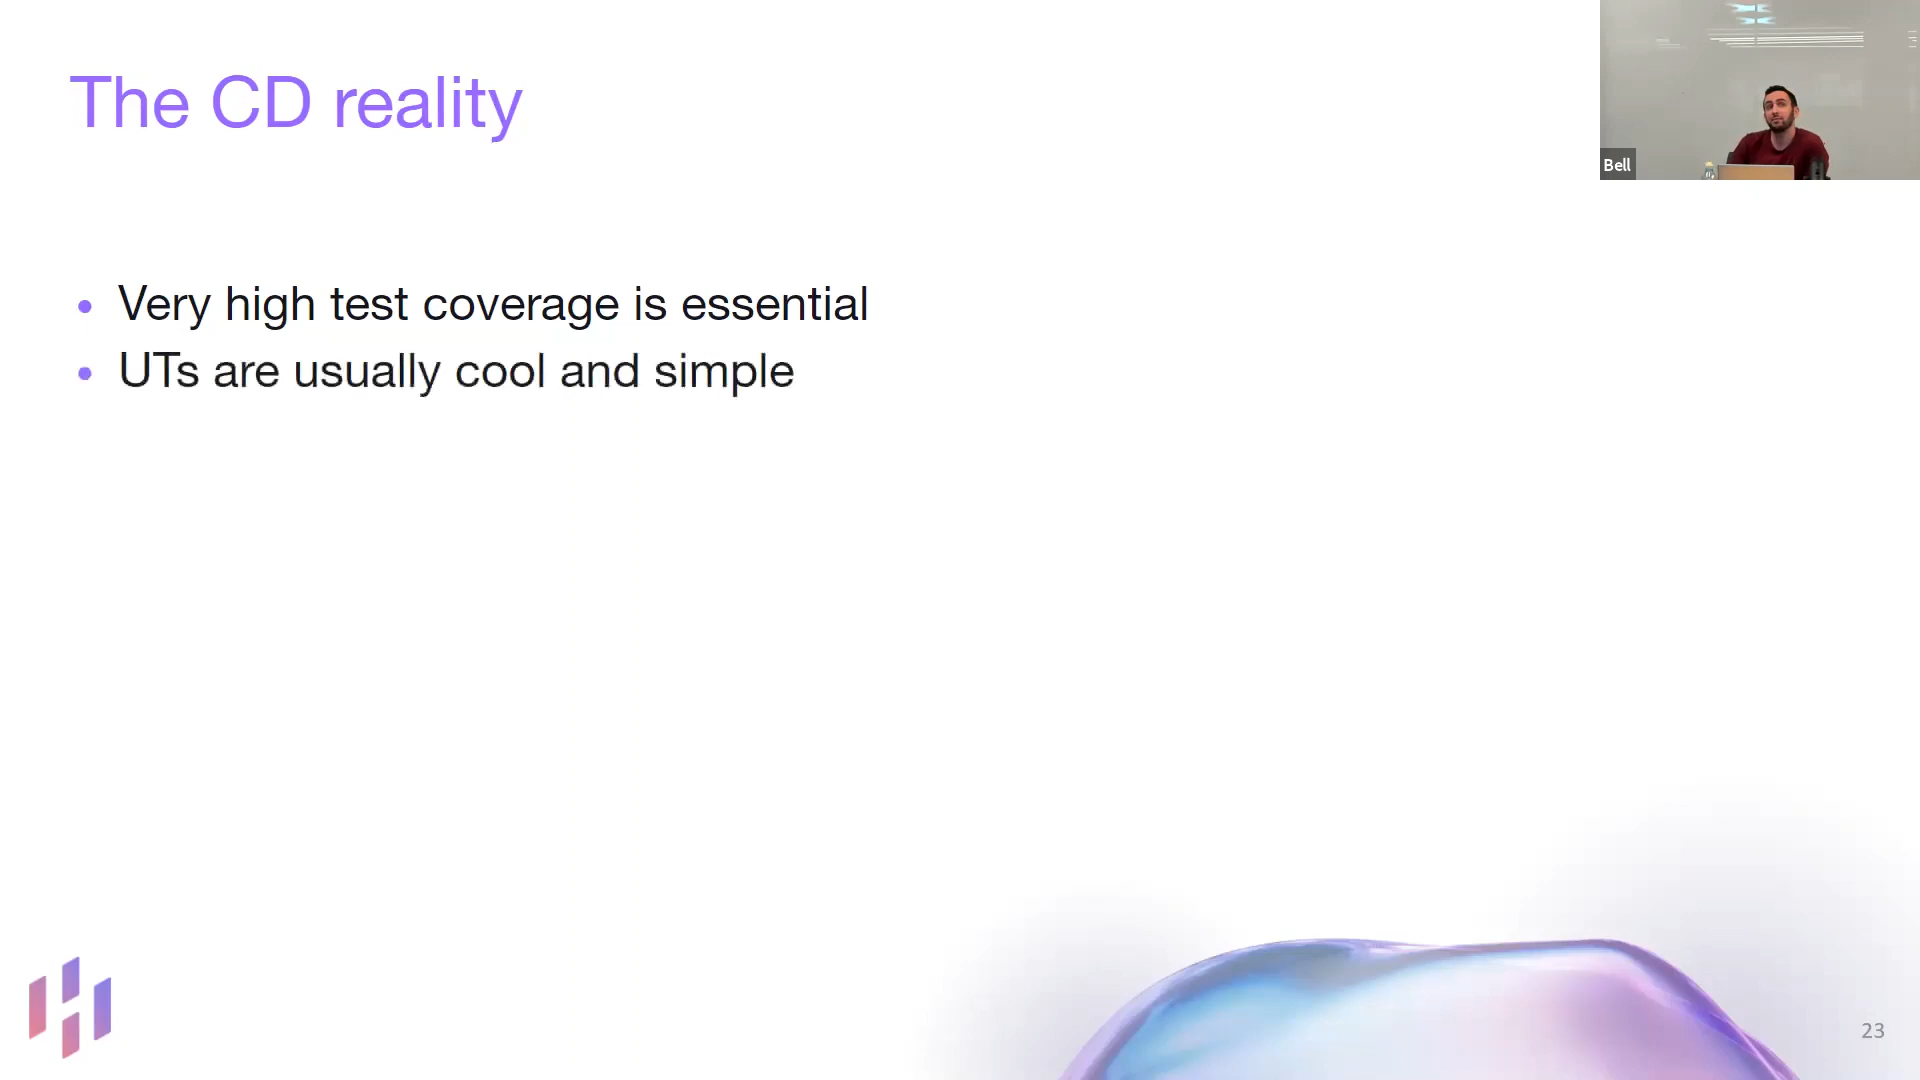 The CD reality
Bell
Very high test coverage is essential
UTs are usually cool and simple
23